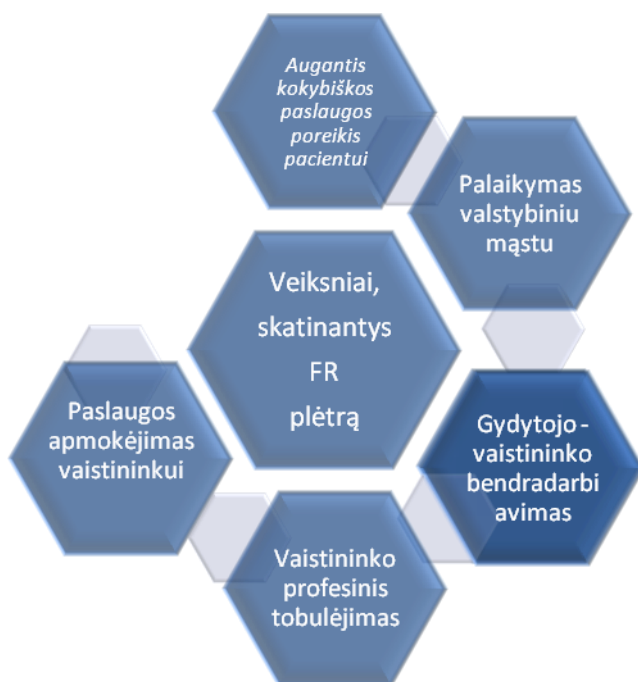 Augantis
kokybiškos
paslaugos
poreikis
pacientui
Palaikymas
valstybiniu
mąstu
Veiksniai,
skatinantys
FR
plėtrą
Gydytojo -
vaistininko
bendradarbi
avimas
Paslaugos
apmokėjimas
vaistininkui
Vaistininko
profesinis
tobulėjimas